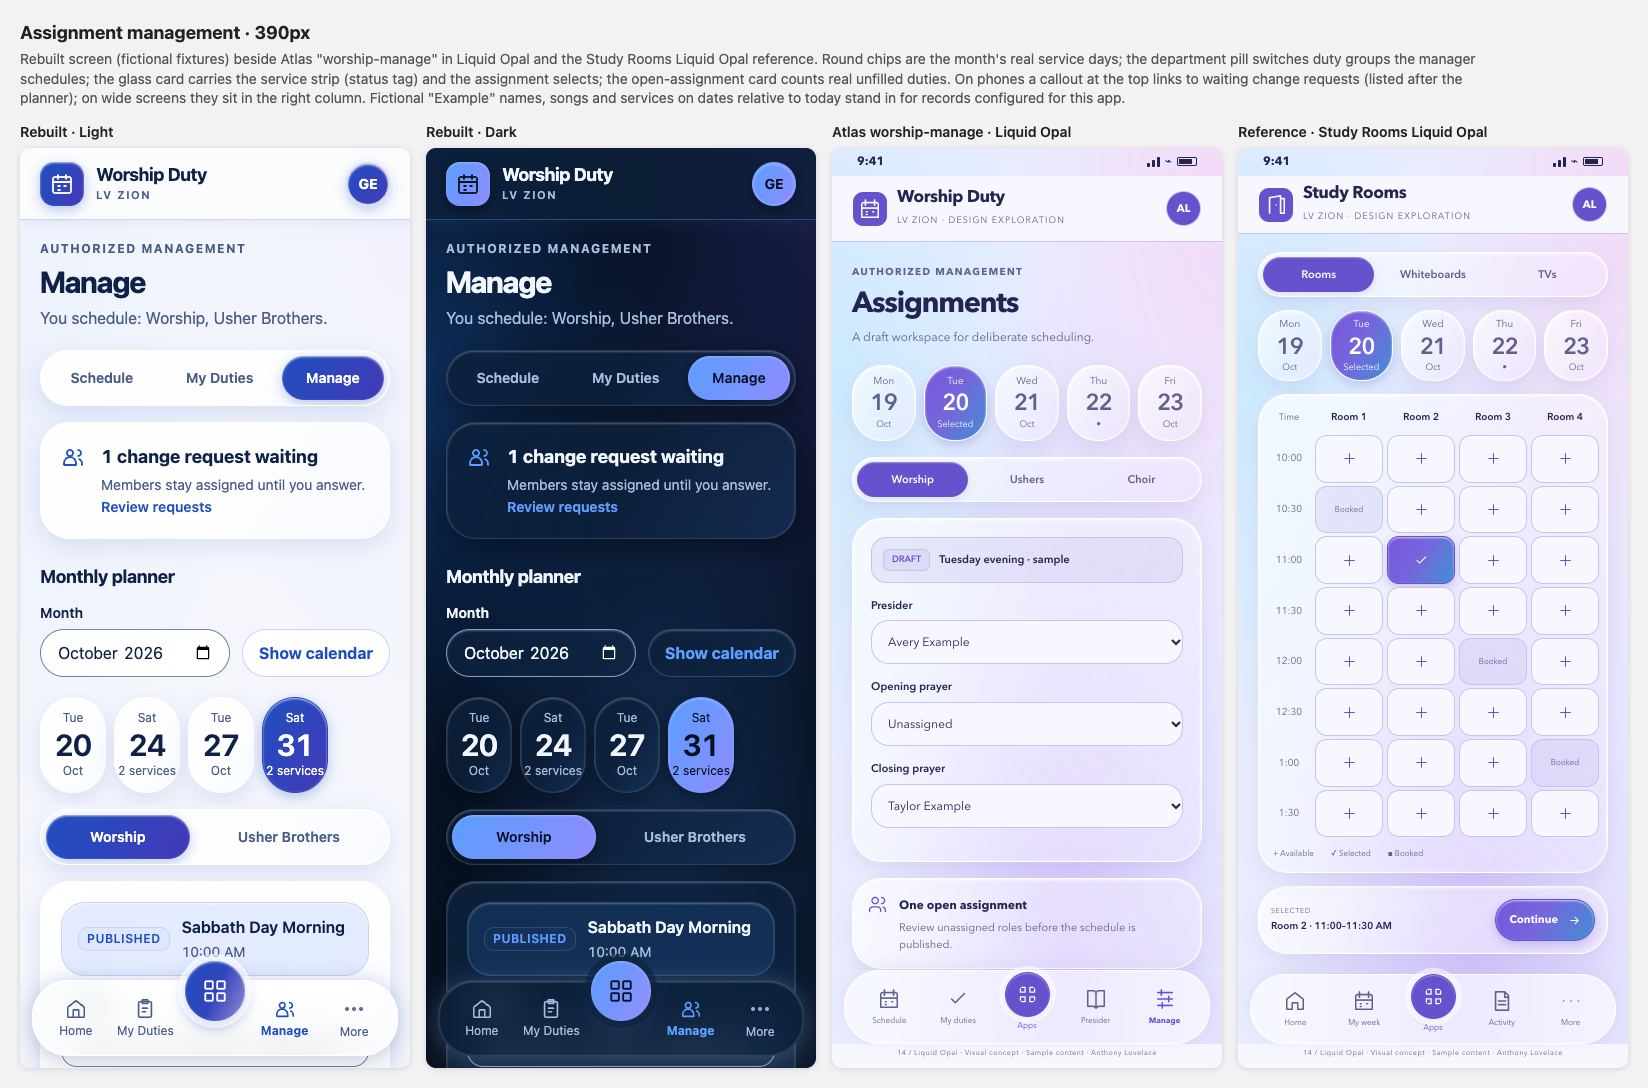 Assignment management · 390px
Rebuilt screen (fictional fixtures) beside Atlas "worship-manage" in Liquid Opal and the Study Rooms Liquid Opal reference. Round chips are the month's real service days; the department pill switches duty groups the manager
schedules; the glass card carries the service strip (status tag) and the assignment selects; the open-assignment card counts real unfilled duties. On phones a callout at the top links to waiting change requests (listed after the
planner); on wide screens they sit in the right column. Fictional "Example" names, songs and services on dates relative to today stand in for records configured for this app.
Rebuilt · Light
Worship Duty
LV ZION
GE
AUTHORIZED MANAGEMENT
Manage
You schedule: Worship, Usher Brothers.
Schedule My Duties Manage
1 change request waiting
Members stay assigned until you answer.
Review requests
Monthly planner
Month
October 2026 Show calendar
Tue Sat Tue Sat
20 24 27 31
Oct 2 services Oct 2 services
Worship Usher Brothers
PUBLISHED Sabbath Day Morning
10:00 AM
Home My Duties Manage More
Rebuilt · Dark
Worship Duty
LV ZION
GE
AUTHORIZED MANAGEMENT
Manage
You schedule: Worship, Usher Brothers.
Schedule My Duties Manage
1 change request waiting
Members stay assigned until you answer.
Review requests
Monthly planner
Month
October 2026 Show calendar
Tue Sat Tue Sat
20 24 27 31
Oct 2 services Oct 2 services
Worship Usher Brothers
PUBLISHED Sabbath Day Morning
10:00 AM
Home My Duties Manage More
Atlas worship-manage · Liquid Opal
9:41
Worship Duty
LV ZION · DESIGN EXPLORATION
AL
AUTHORIZED MANAGEMENT
Assignments
A draft workspace for deliberate scheduling.
Mon Tue Wed Thu Fri
19 20 21 22 23
Oct Selected Oct • Oct
Worship Ushers Choir
DRAFT Tuesday evening · sample
Presider
Avery Example
Opening prayer
Unassigned
Closing prayer
Taylor Example
One open assignment
Review unassigned roles before the schedule is
published.
Schedule My duties Apps Presider Manage
14 / Liquid Opal · Visual concept · Sample content · Anthony Lovelace
Reference · Study Rooms Liquid Opal
9:41
Study Rooms
LV ZION · DESIGN EXPLORATION
AL
Rooms Whiteboards TVs
Mon Tue Wed Thu Fri
19 20 21 22 23
Oct Selected Oct • Oct
Time Room 1 Room 2 Room 3 Room 4
10:00 + + + +
10:30 Booked + + +
11:00 + ✓ + +
11:30 + + + +
12:00 + + Booked +
12:30 + + + +
1:00 + + + Booked
1:30 + + + +
+ Available ✓ Selected ■ Booked
SELECTED
Room 2 · 11:00–11:30 AM
Continue →
Home My week Apps Activity More
14 / Liquid Opal · Visual concept · Sample content · Anthony Lovelace